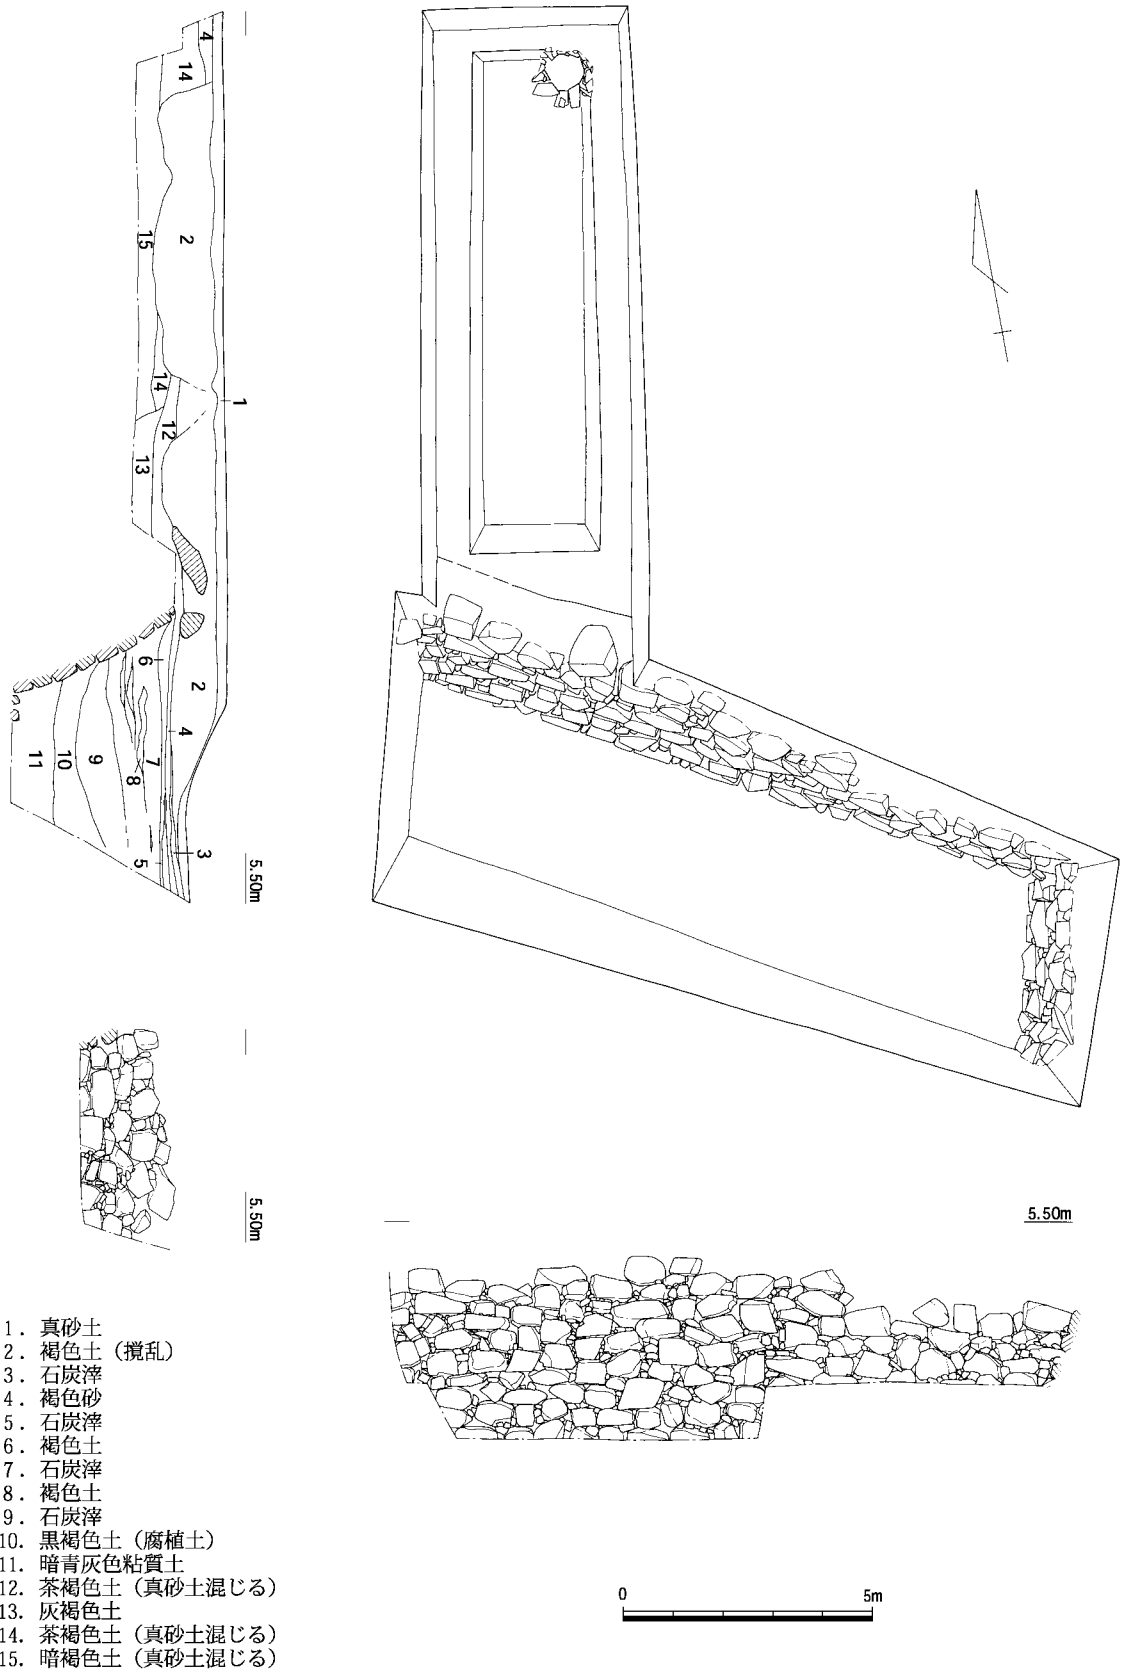 4
14
2
15
14
1
12
13
6
2
4
11
10
9
8
7
3
5
5.50m
5.50m
5.50m
1. 真砂土
2. 褐色土（攪乱）
3. 石炭滓
4. 褐色砂
5. 石炭滓
6. 褐色土
7. 石炭滓
8. 褐色土
9. 石炭滓
10. 黒褐色土（腐植土）
11. 暗青灰色粘質土
12. 茶褐色土（真砂土混じる）
13. 灰褐色土
14. 茶褐色土（真砂土混じる）
15. 暗褐色土（真砂土混じる）
0 5m